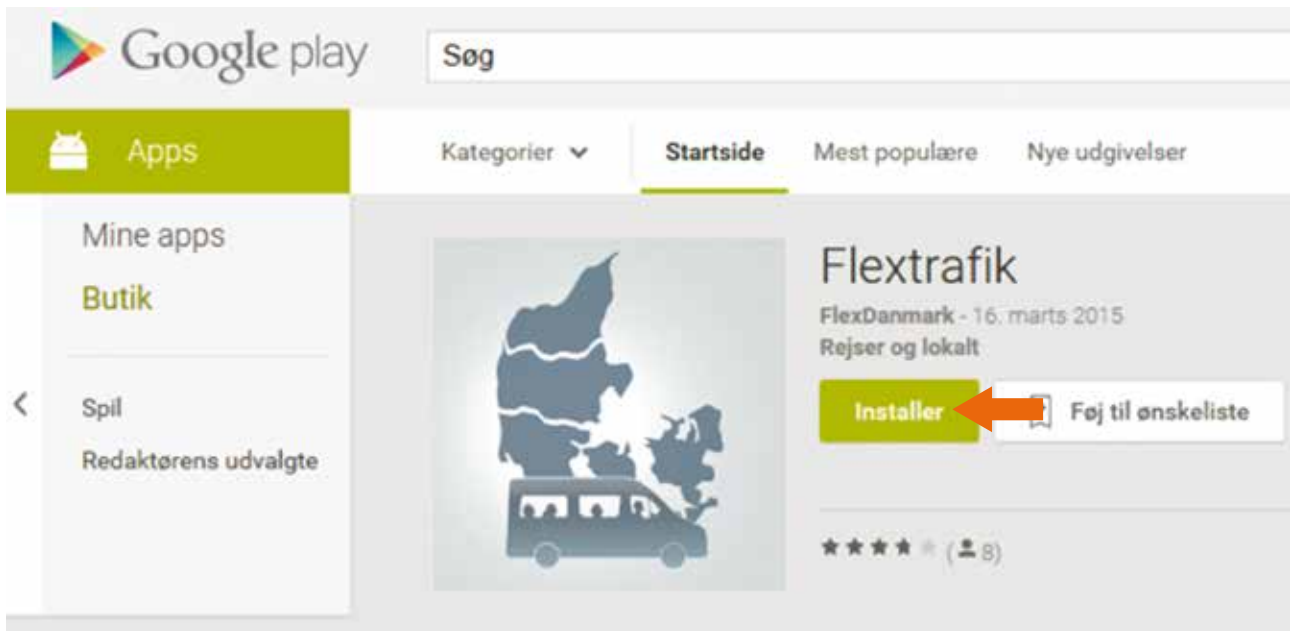 Google play
Søg
Apps
Kategorier
Startside
Mest populære
Nye udgivelser
Mine apps
Butik
Spil
Redaktørens udvalgte
Flextrafik
FlexDanmark - 16. marts 2015
Rejser og lokalt
Installer
Føj til ønskeliste
(8)